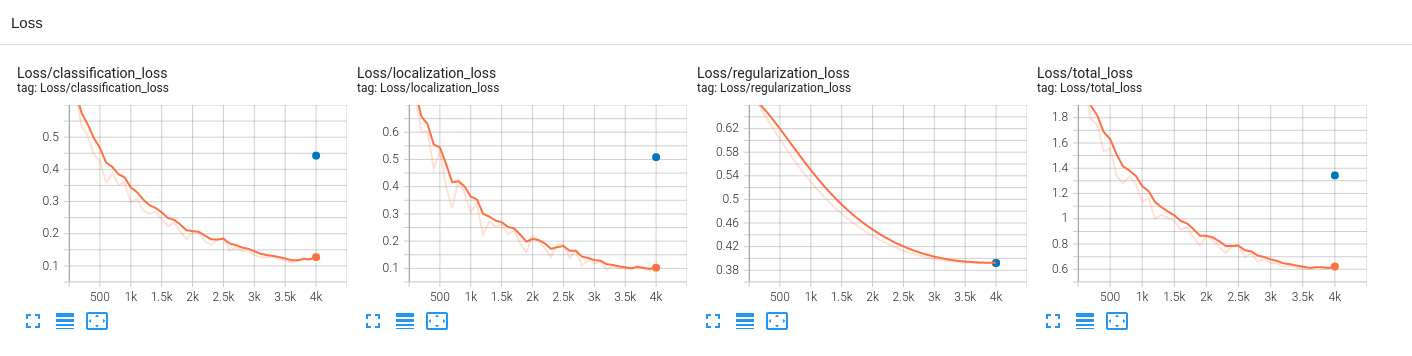 Loss
Loss/classification_loss
tag: Loss/classification_loss
0.5
0.4
0.3
0.2
0.1
500 1k 1.5k 2k 2.5k 3k 3.5k 4k
Loss/localization_loss
tag: Loss/localization_loss
0.6
0.5
0.4
0.3
0.2
0.1
500 1k 1.5k 2k 2.5k 3k 3.5k 4k
Loss/regularization_loss
tag: Loss/regularization_loss
0.62
0.58
0.54
0.5
0.46
0.42
0.38
500 1k 1.5k 2k 2.5k 3k 3.5k 4k
Loss/total_loss
tag: Loss/total_loss
1.8
1.6
1.4
1.2
1
0.8
0.6
500 1k 1.5k 2k 2.5k 3k 3.5k 4k